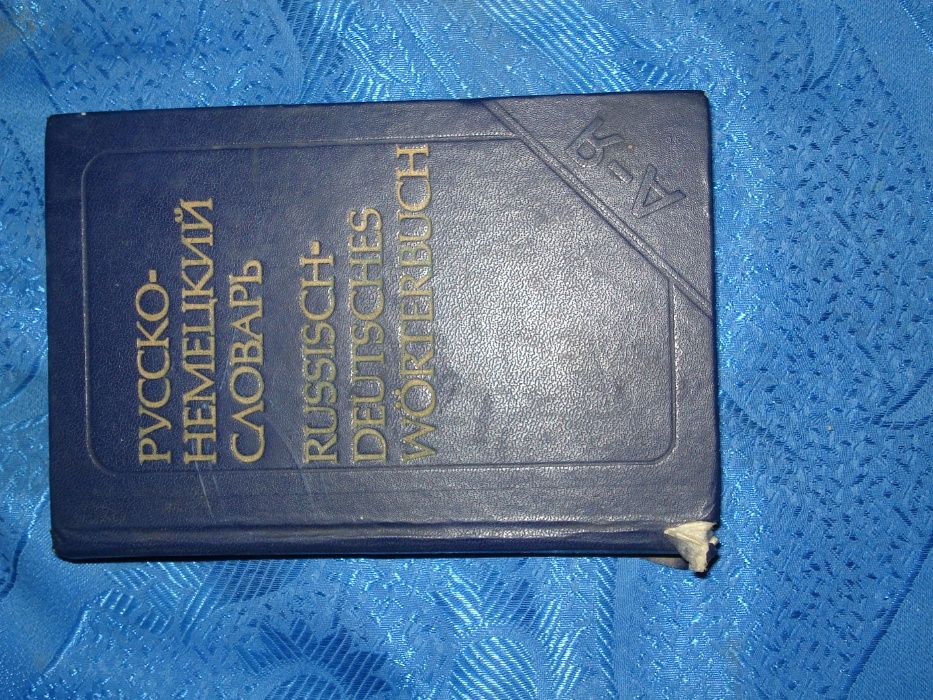 РУССКО-
НЕМЕЦКИЙ
СЛОВАРЬ
RUSSISCH-
DEUTSCHES
WÖRTERBUCH
А-Я